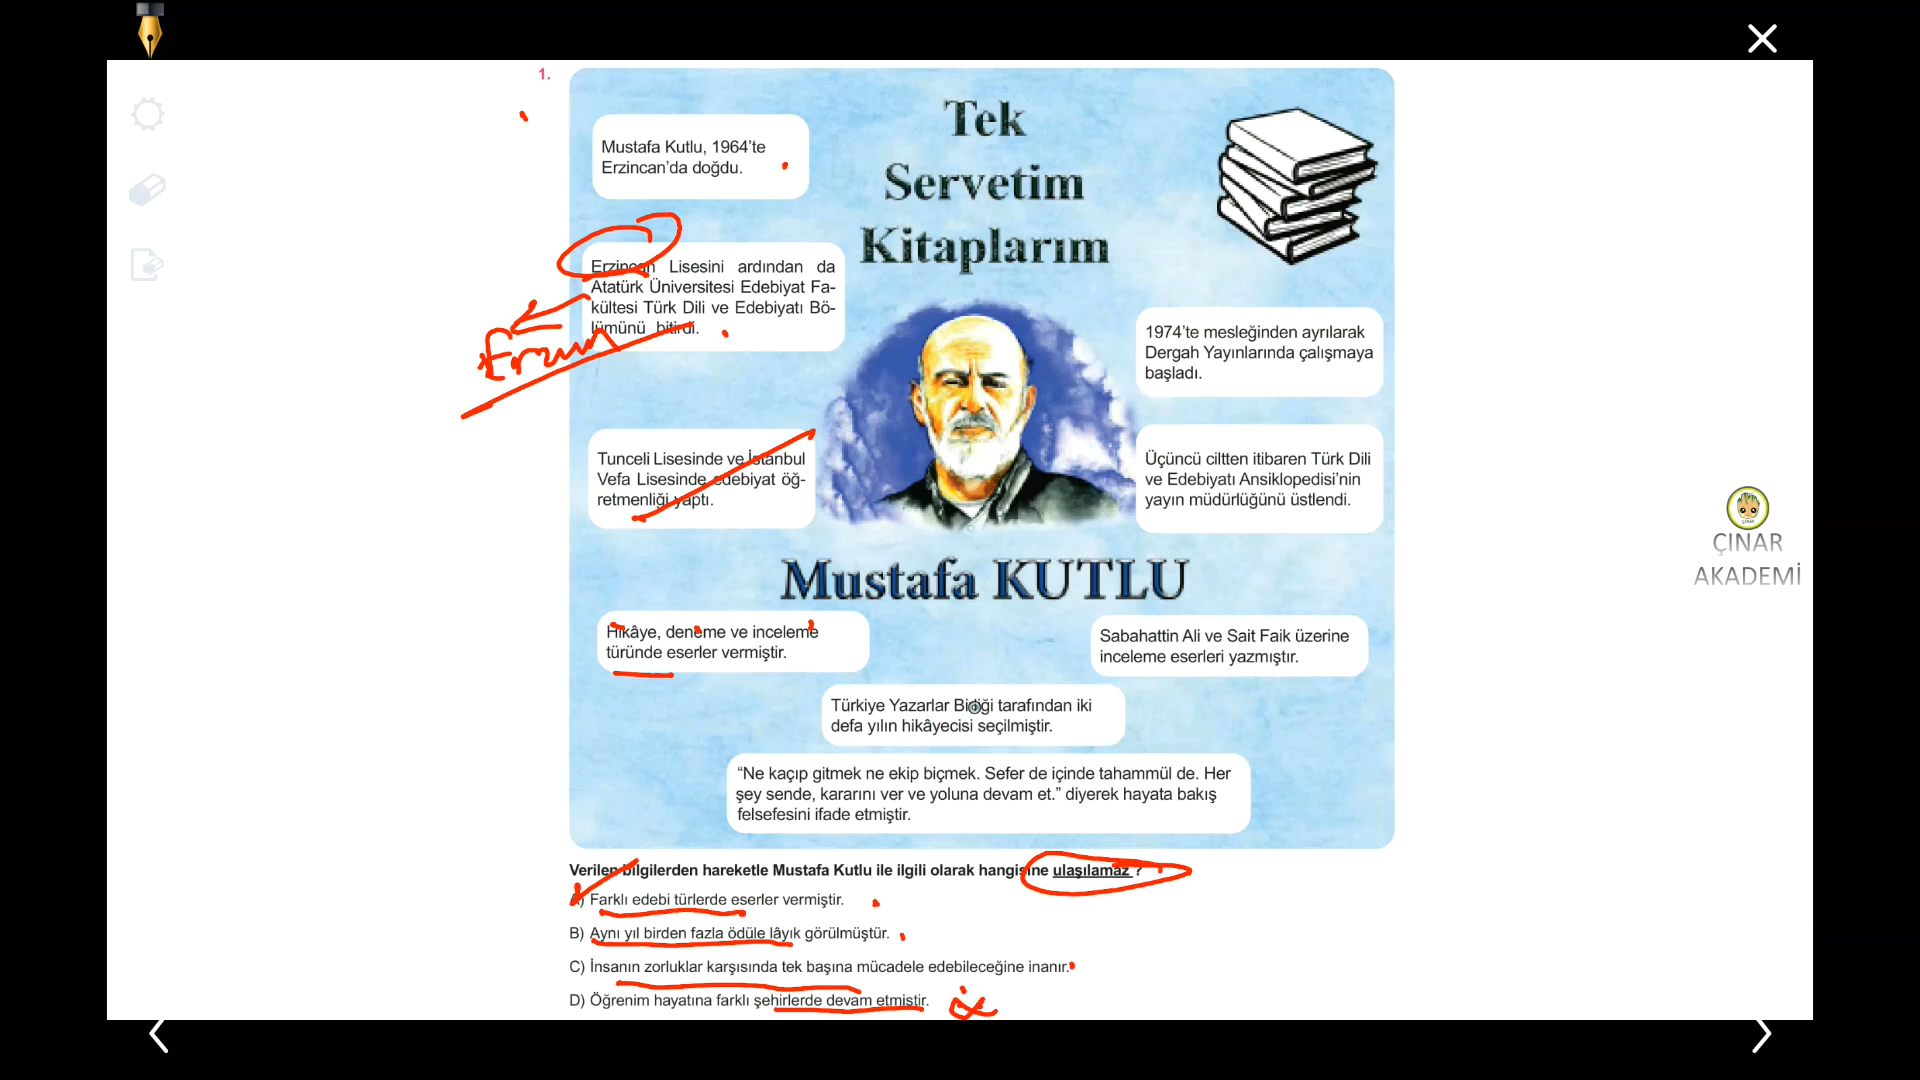 1.
Tek
Servetim
Kitaplarım
Mustafa Kutlu, 1964’te
Erzincan’da doğdu.
Erzincan Lisesini ardından da
Atatürk Üniversitesi Edebiyat Fa-
kültesi Türk Dili ve Edebiyatı Bö-
lümünü bitirdi.
Tunceli Lisesinde ve İstanbul
Vefa Lisesinde edebiyat öğ-
retmenliği yaptı.
1974’te mesleğinden ayrılarak
Dergah Yayınlarında çalışmaya
başladı.
Üçüncü ciltten itibaren Türk Dili
ve Edebiyatı Ansiklopedisi’nin
yayın müdürlüğünü üstlendi.
Mustafa KUTLU
Hikâye, deneme ve inceleme
türünde eserler vermiştir.
Sabahattin Ali ve Sait Faik üzerine
inceleme eserleri yazmıştır.
Türkiye Yazarlar Birliği tarafından iki
defa yılın hikâyecisi seçilmiştir.
“Ne kaçıp gitmek ne ekip biçmek. Sefer de içinde tahammül de. Her
şey sende, kararını ver ve yoluna devam et.” diyerek hayata bakış
felsefesini ifade etmiştir.
Verilen bilgilerden hareketle Mustafa Kutlu ile ilgili olarak hangisine ulaşılamaz ?
A) Farklı edebi türlerde eserler vermiştir.
B) Aynı yıl birden fazla ödüle lâyık görülmüştür.
C) İnsanın zorluklar karşısında tek başına mücadele edebileceğine inanır.
D) Öğrenim hayatına farklı şehirlerde devam etmiştir.
ÇINAR
AKADEMİ